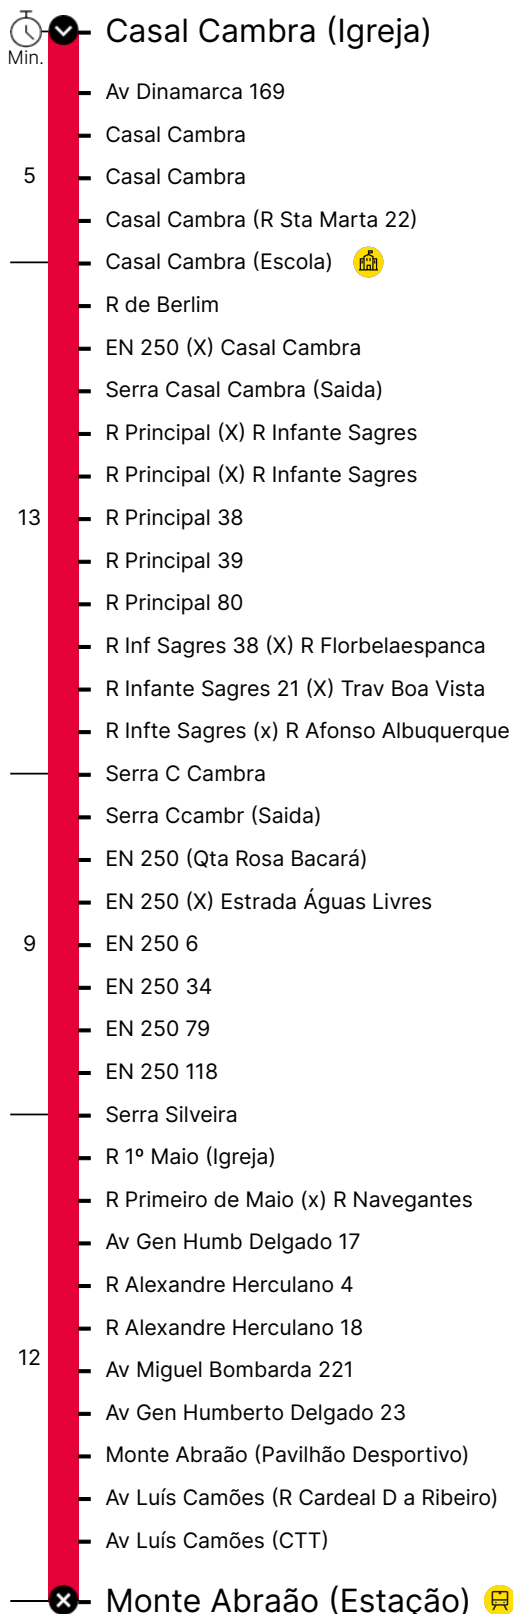 Casal Cambra (Igreja)
Min.
Av Dinamarca 169
Casal Cambra
5
Casal Cambra
Casal Cambra (R Sta Marta 22)
Casal Cambra (Escola)
R de Berlim
EN 250 (X) Casal Cambra
Serra Casal Cambra (Saida)
R Principal (X) R Infante Sagres
R Principal (X) R Infante Sagres
13
R Principal 38
R Principal 39
R Principal 80
R Inf Sagres 38 (X) R Florbelaespanca
R Infante Sagres 21 (X) Trav Boa Vista
R Infte Sagres (x) R Afonso Albuquerque
Serra C Cambra
Serra Ccambr (Saida)
EN 250 (Qta Rosa Bacará)
EN 250 (X) Estrada Águas Livres
9
EN 250 6
EN 250 34
EN 250 79
EN 250 118
Serra Silveira
R 1º Maio (Igreja)
R Primeiro de Maio (x) R Navegantes
Av Gen Humb Delgado 17
R Alexandre Herculano 4
R Alexandre Herculano 18
12
Av Miguel Bombarda 221
Av Gen Humberto Delgado 23
Monte Abraão (Pavilhão Desportivo)
Av Luís Camões (R Cardeal D a Ribeiro)
Av Luís Camões (CTT)
Monte Abraão (Estação)